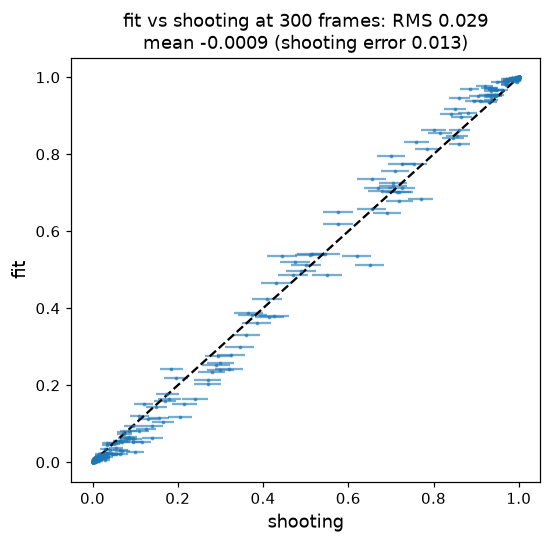 fit vs shooting at 300 frames: RMS 0.029
mean -0.0009 (shooting error 0.013)
1.0
0.8
0.6
0.4
0.2
0.0
fit
0.0 0.2 0.4 0.6 0.8 1.0
shooting